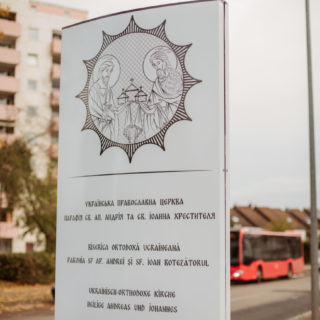 УКРАЇНСЬКА ПРАВОСЛАВНА ЦЕРКВА
ПАРАФІЯ СВ. АП. АНДРІЯ ТА СВ. ІОАННА ХРЕСТИТЕЛЯ
BISERICA ORTODOXĂ UCRAINEANĂ
PAROHIA SF AP. ANDREI ȘI SF. IOAN BOTEZĂTORUL
UKRAINISCH-ORTHODOXE KIRCHE
HEILIGE ANDREAS UND JOHANNES